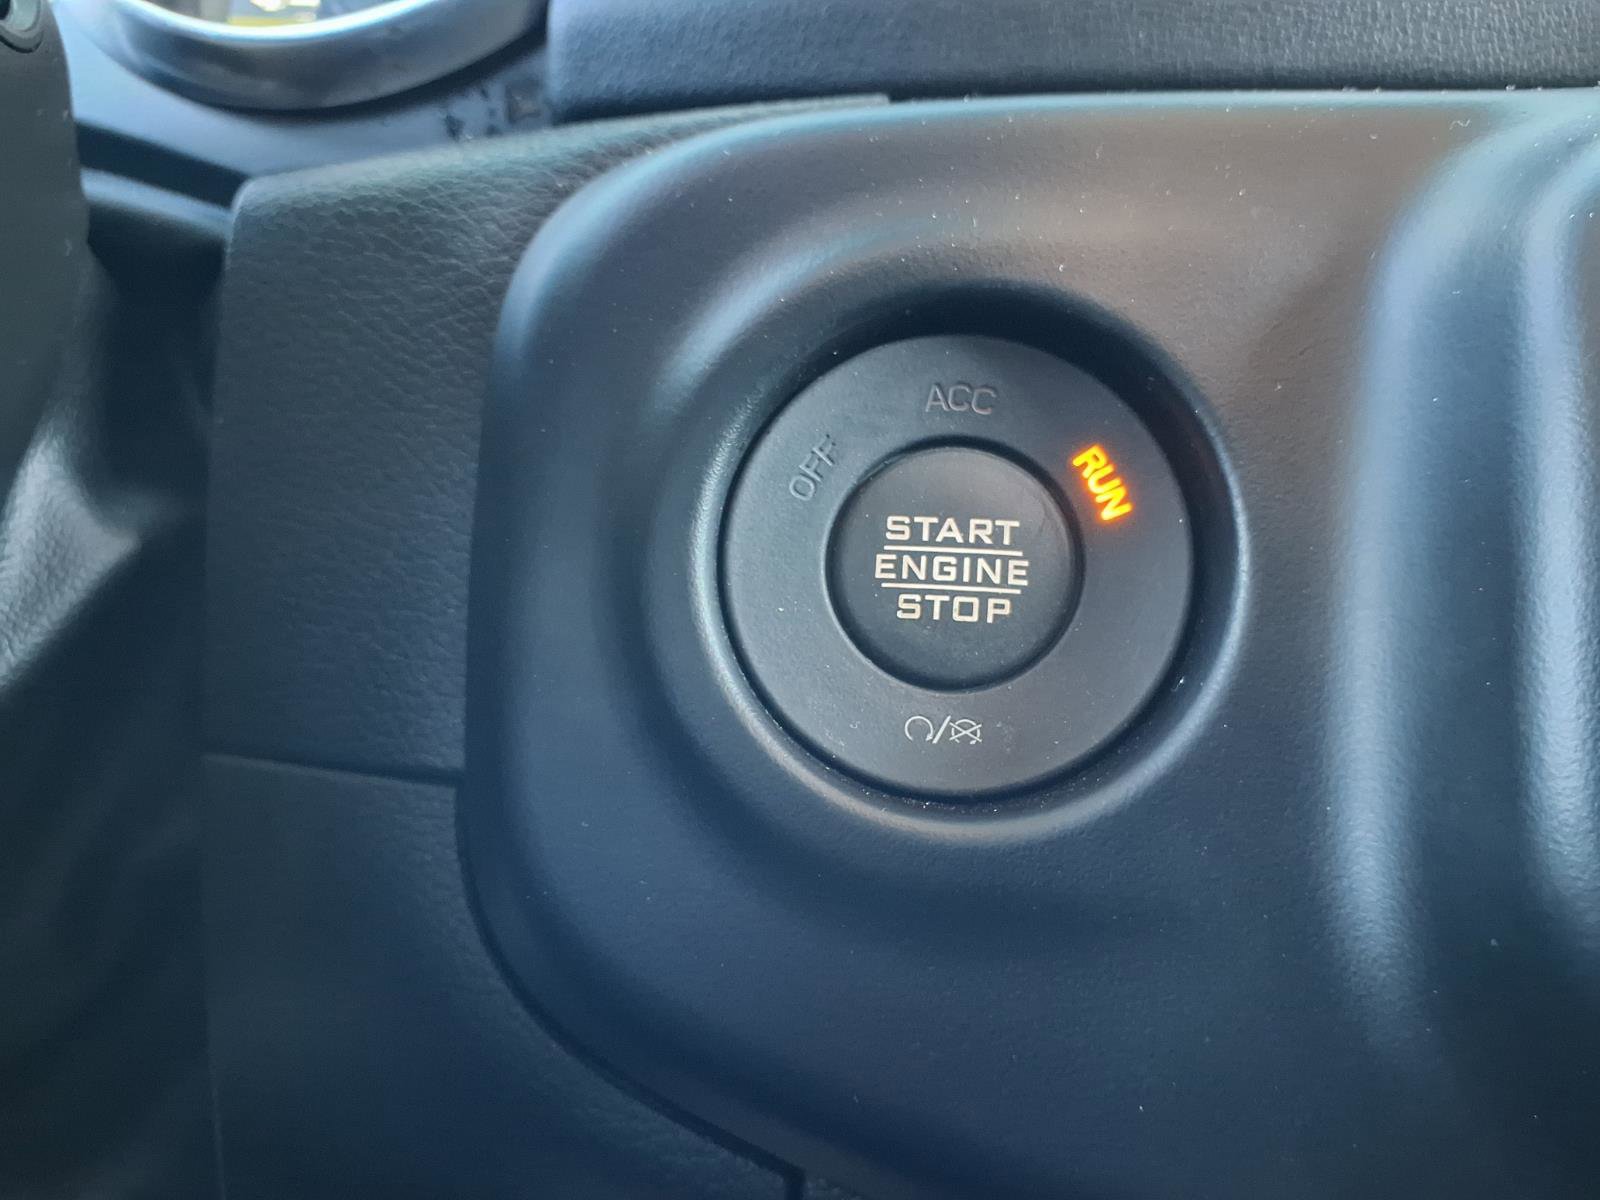 ACC
OFF
RUN
START
ENGINE
STOP